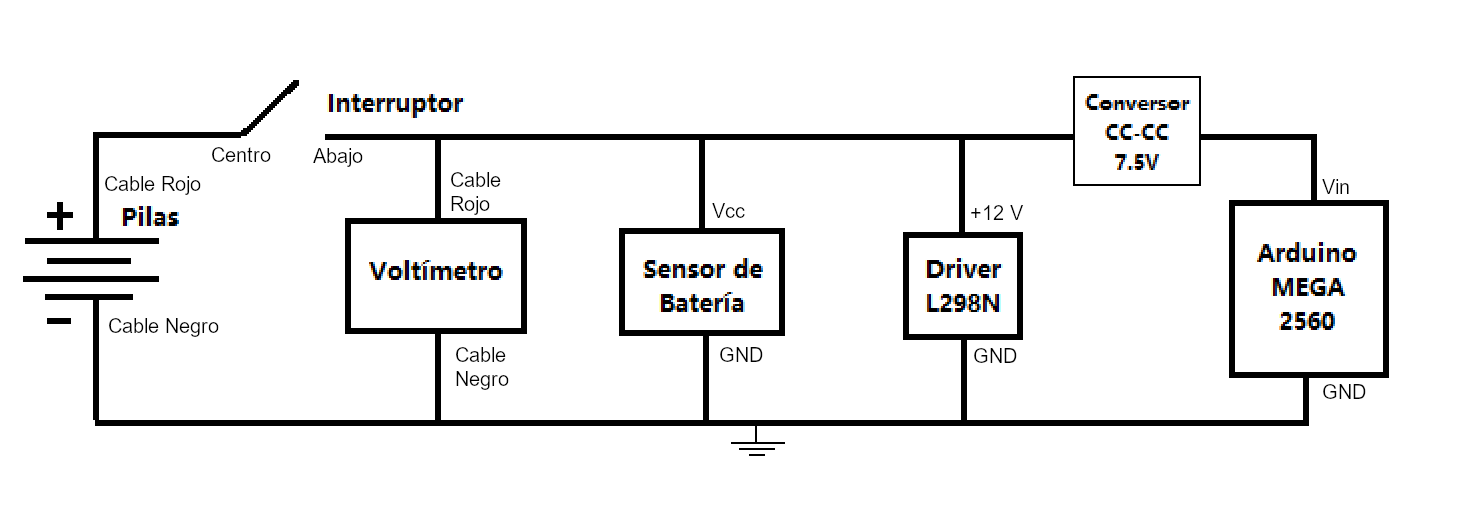 Interruptor
Centro
Abajo
Cable Rojo
+
Pilas
-
Cable Negro
Cable
Rojo
Voltímetro
Cable
Negro
Vcc
Sensor de
Batería
GND
+12 V
Driver
L298N
GND
Conversor
CC-CC
7.5V
Vin
Arduino
MEGA
2560
GND